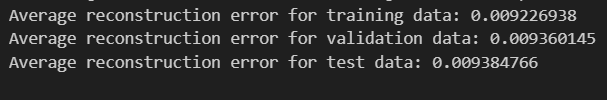 Average reconstruction error for training data: 0.009226938
Average reconstruction error for validation data: 0.009360145
Average reconstruction error for test data: 0.009384766